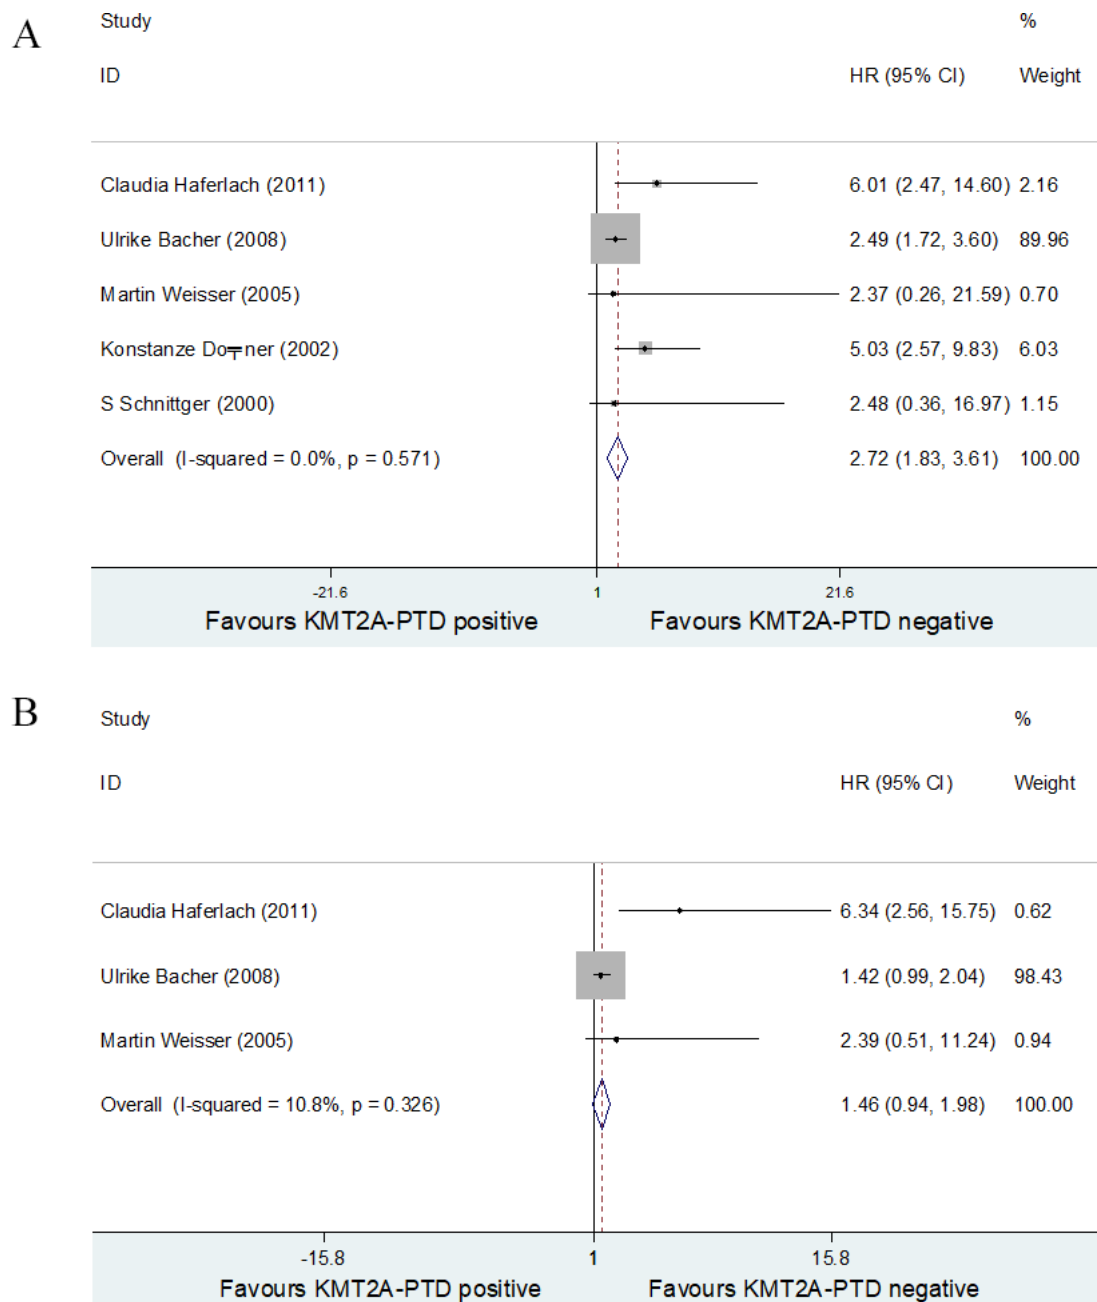 A
Study %
ID HR (95% CI) Weight
Claudia Haferlach (2011) 6.01 (2.47, 14.60) 2.16
Ulrike Bacher (2008) 2.49 (1.72, 3.60) 89.96
Martin Weisser (2005) 2.37 (0.26, 21.59) 0.70
Konstanze Do╤ner (2002) 5.03 (2.57, 9.83) 6.03
S Schnittger (2000) 2.48 (0.36, 16.97) 1.15
Overall (I-squared = 0.0%, p = 0.571) 2.72 (1.83, 3.61) 100.00
-21.6 1 21.6
Favours KMT2A-PTD positive Favours KMT2A-PTD negative
B
Study %
ID HR (95% CI) Weight
Claudia Haferlach (2011) 6.34 (2.56, 15.75) 0.62
Ulrike Bacher (2008) 1.42 (0.99, 2.04) 98.43
Martin Weisser (2005) 2.39 (0.51, 11.24) 0.94
Overall (I-squared = 10.8%, p = 0.326) 1.46 (0.94, 1.98) 100.00
-15.8 1 15.8
Favours KMT2A-PTD positive Favours KMT2A-PTD negative